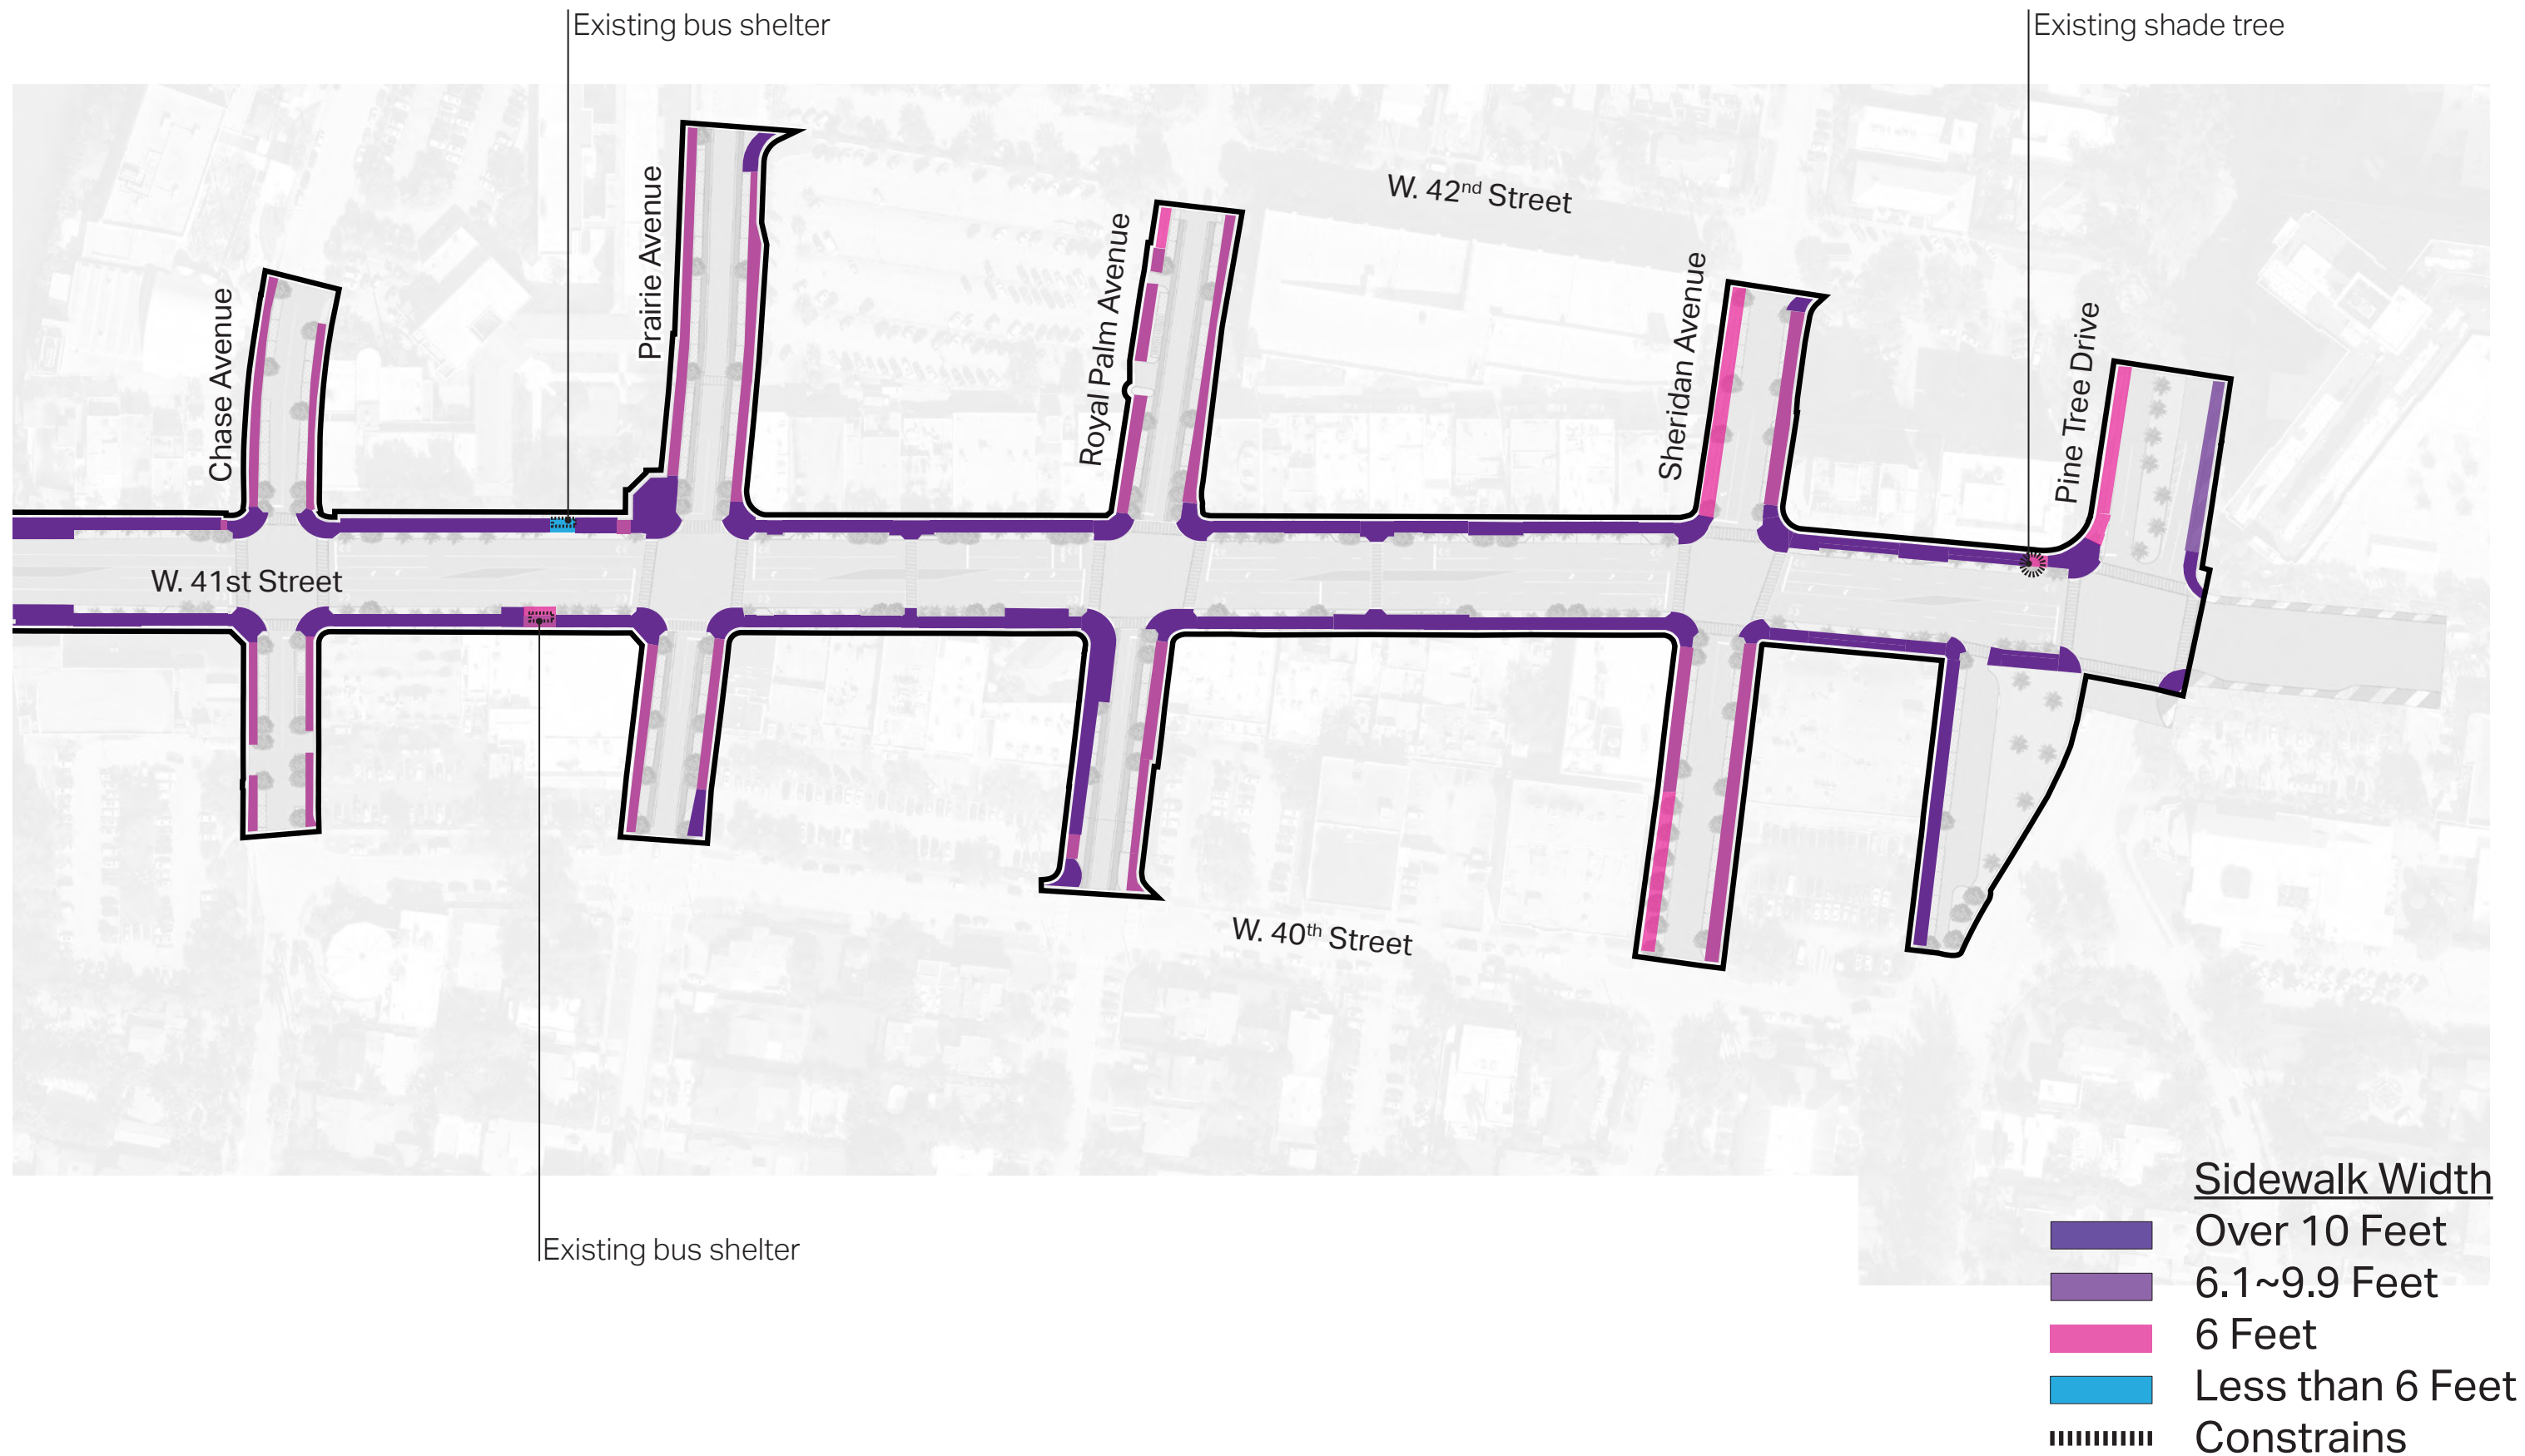 Existing bus shelter
Existing shade tree
Prairie Avenue
W. 42nd Street
Royal Palm Avenue
Sheridan Avenue
Chase Avenue
Pine Tree Drive
W. 41st Street
W. 40th Street
Existing bus shelter
Sidewalk Width
Over 10 Feet
6.1~9.9 Feet
6 Feet
Less than 6 Feet
Constrains